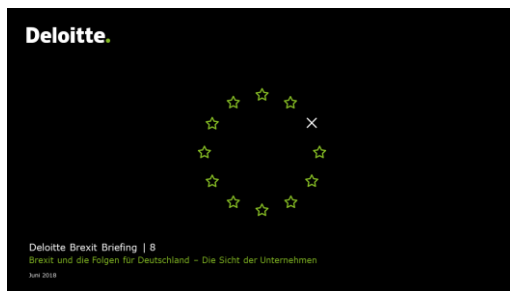 Deloitte.
Deloitte Brexit Briefing | 8
Brexit und die Folgen für Deutschland – Die Sicht der Unternehmen
Juni 2018